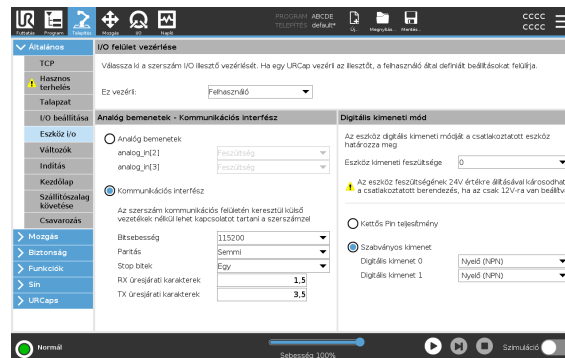 Futtatás
Program
Telepítés
Mozgás
I/O
Napló
PROGRAM ABCDE
TELEPÍTÉS default*
Új...
Megnyitás...
Mentés...
CCCC
CCCC
Általános
TCP
Hasznos
terhelés
Talapzat
I/O beállítása
Eszköz i/o
Változók
Indítás
Kezdőlap
Szállítószalag
követése
Csavarozás
Mozgás
Biztonság
Funkciók
Sín
URCaps
I/O felület vezérlése
Válassza ki a szerszám I/O illesztő vezérlését. Ha egy URCap vezérli az illesztőt, a felhasználó által definiált beállításokat felülírja.
Ez vezérli:
Felhasználó
Analóg bemenetek - Kommunikációs interfész
Analóg bemenetek
analog_in[2]
Feszültség
analog_in[3]
Feszültség
Kommunikációs interfész
Az szerszám kommunikációs felületén keresztül külső
vezetékek nélkül lehet kapcsolatot tartani a szerszámzel
Bitsebesség
115200
Paritás
Semmi
Stop bitek
Egy
RX üresjárati karakterek
1,5
TX üresjárati karakterek
3,5
Digitális kimeneti mód
Az eszköz digitális kimeneti módját a csatlakoztatott eszköz
határozza meg
Eszköz kimeneti feszültsége
0
Az eszköz feszültségének 24V értékre állításával károsodhat
a csatlakoztatott berendezés, ha az csak 12V-ra van beállítva
Kettős Pin teljesítmény
Szabványos kimenet
Digitális kimenet 0
Nyelő (NPN)
Digitális kimenet 1
Nyelő (NPN)
Normál
Sebesség 100%
Szimuláció